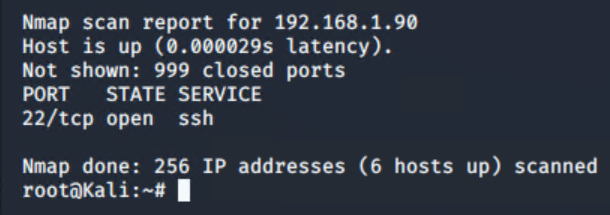 Nmap scan report for 192.168.1.90
Host is up (0.000029s latency).
Not shown: 999 closed ports
PORT   STATE SERVICE
22/tcp open  ssh
Nmap done: 256 IP addresses (6 hosts up) scanned
root@Kali:~#